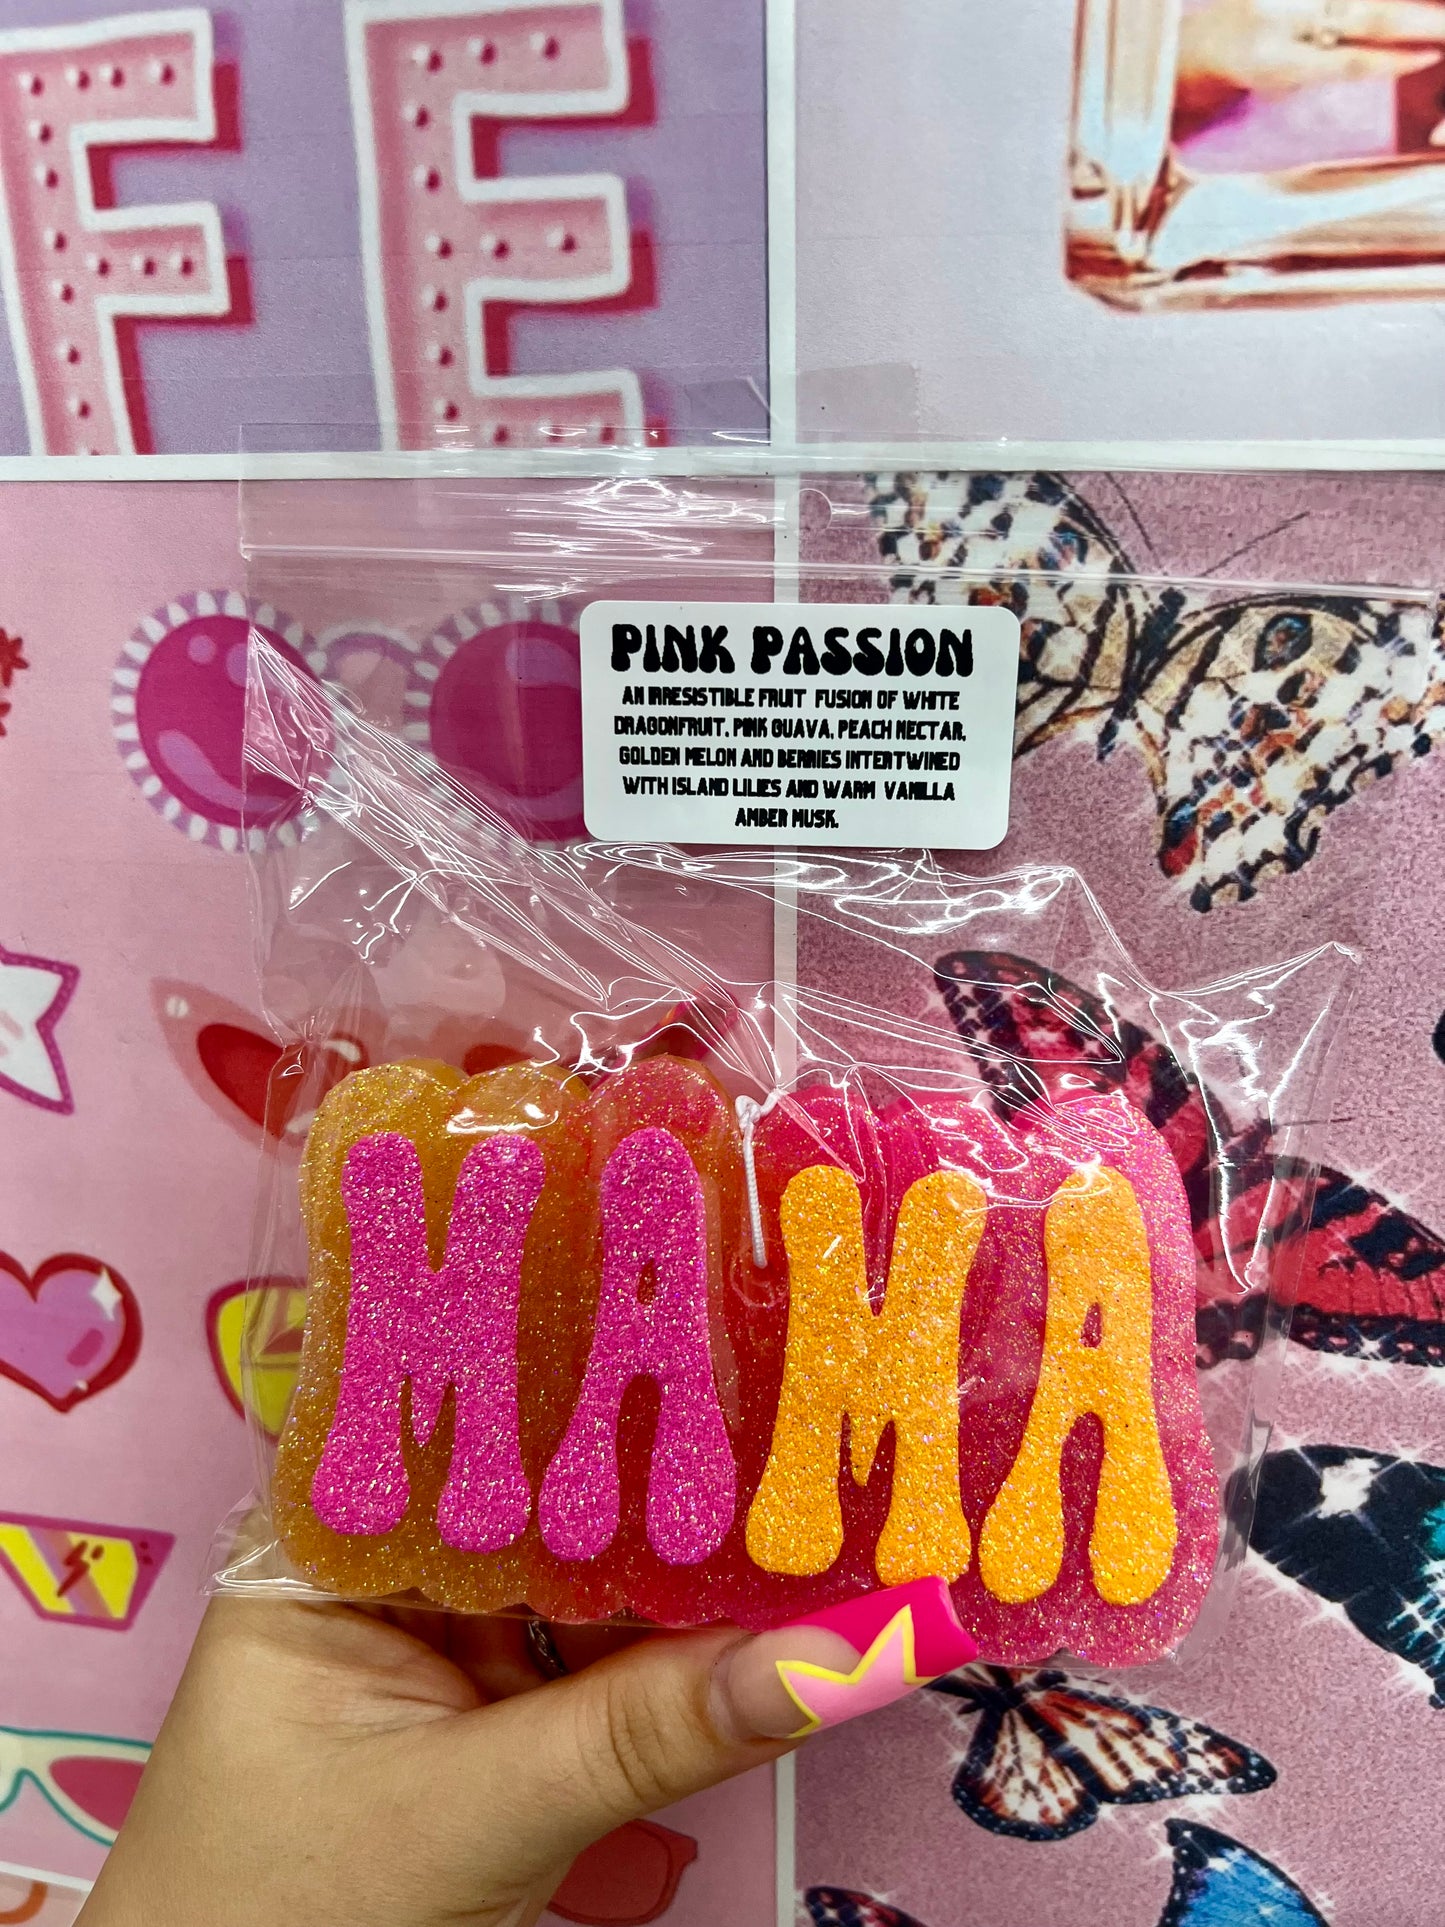 FE
PINK PASSION
AN IRRESISTIBLE FRUIT FUSION OF WHITE
DRAGONFRUIT, PINK GUAVA, PEACH NECTAR,
GOLDEN MELON AND BERRIES INTERTWINED
WITH ISLAND LILIES AND WARM VANILLA
AMBER MUSK.
MAMA